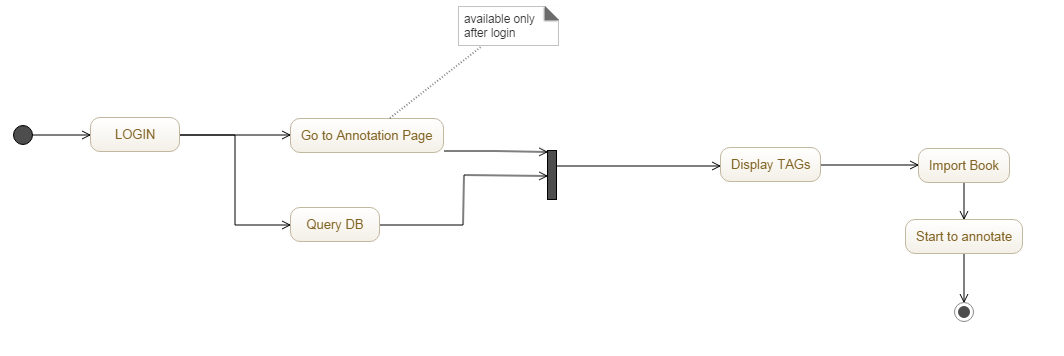 available only
after login
LOGIN
Go to Annotation Page
Display TAGs
Import Book
Query DB
Start to annotate